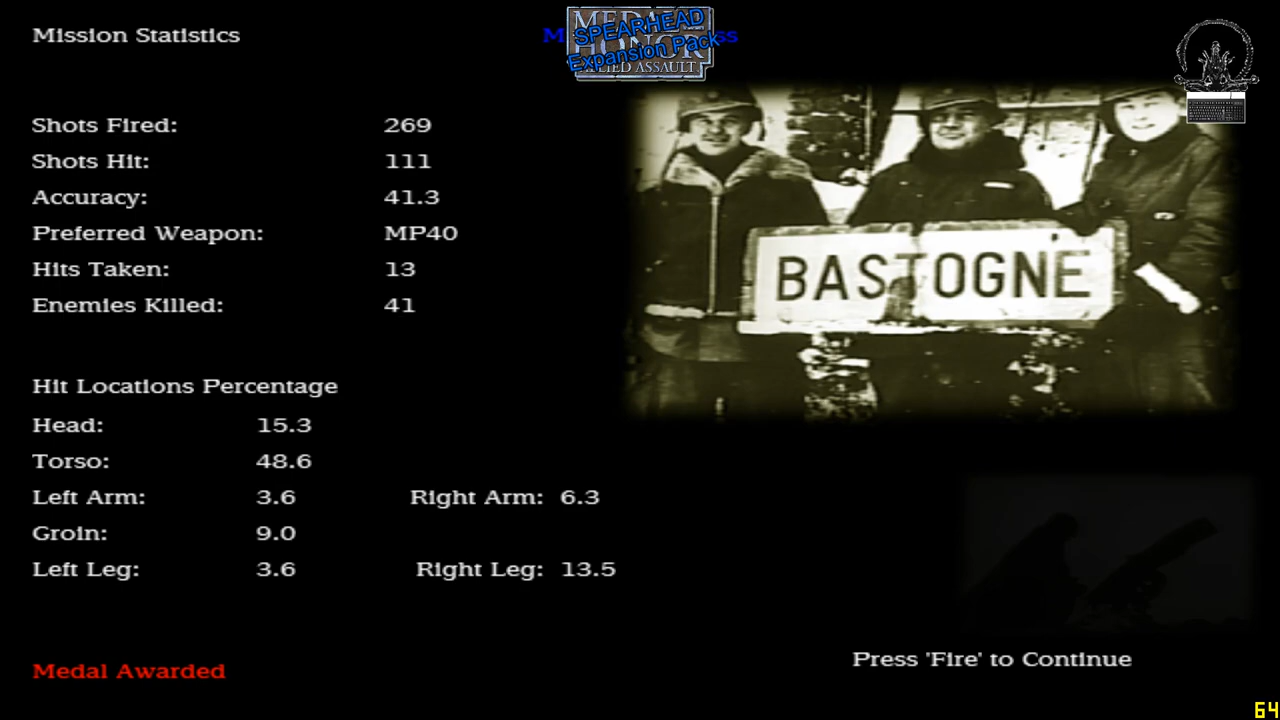 Mission Statistics
MEDAL
HONOR
ALLIED ASSAULT
SPEARHEAD
Expansion Pack
Shots Fired: 269
Shots Hit: 111
Accuracy: 41.3
Preferred Weapon: MP40
Hits Taken: 13
Enemies Killed: 41
BASTOGNE
Hit Locations Percentage
Head: 15.3
Torso: 48.6
Left Arm: 3.6 Right Arm: 6.3
Groin: 9.0
Left Leg: 3.6 Right Leg: 13.5
Medal Awarded
Press 'Fire' to Continue
64